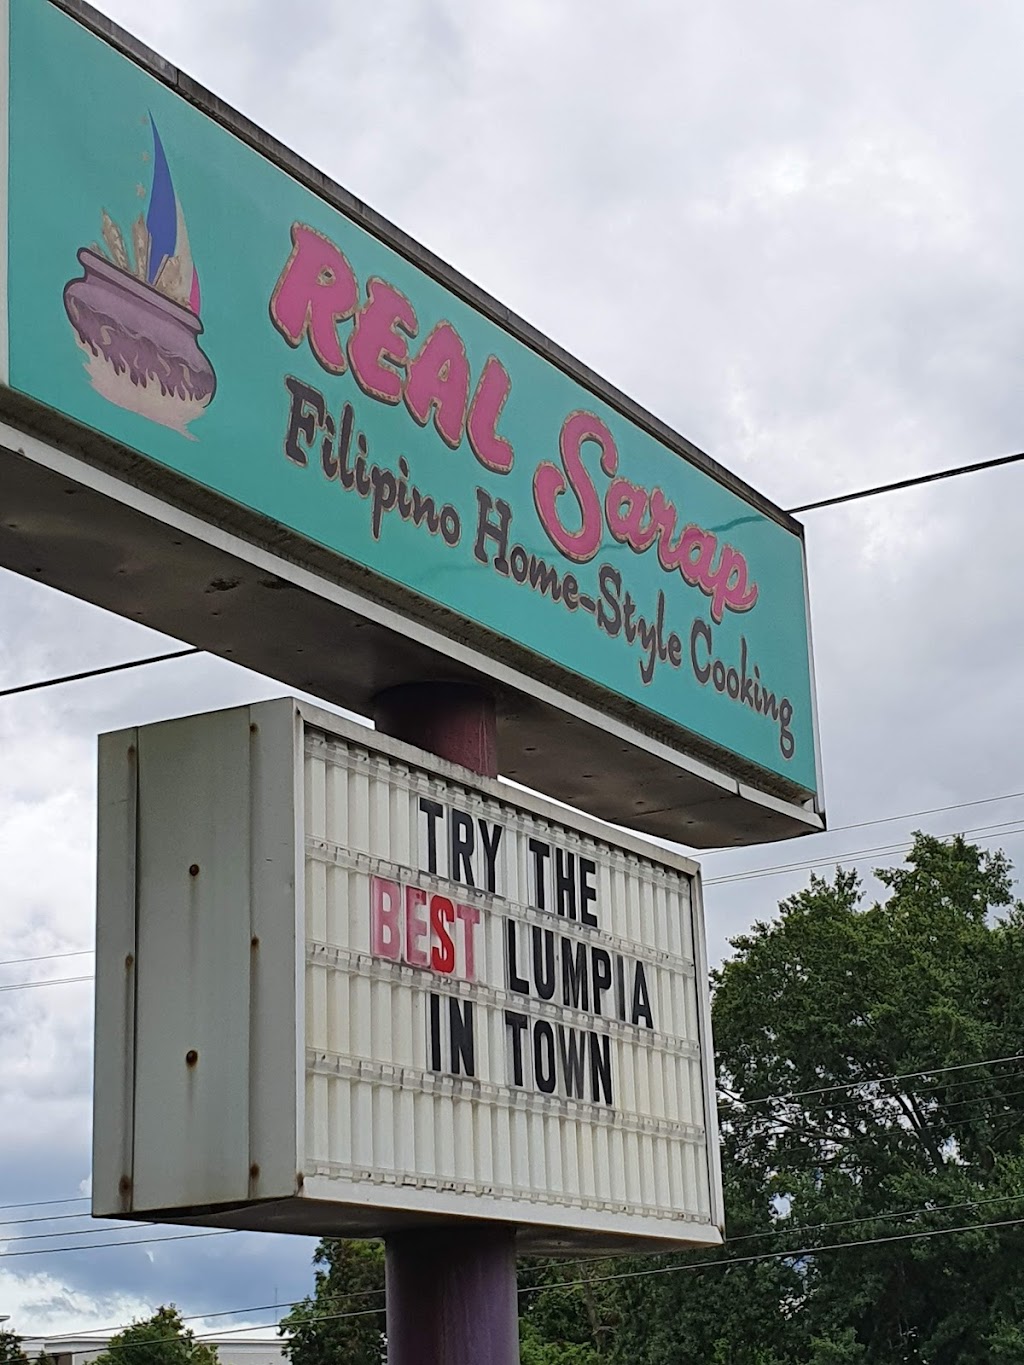 REAL Sarap
Filipino Home-Style Cooking
TRY THE
BEST LUMPIA
IN TOWN